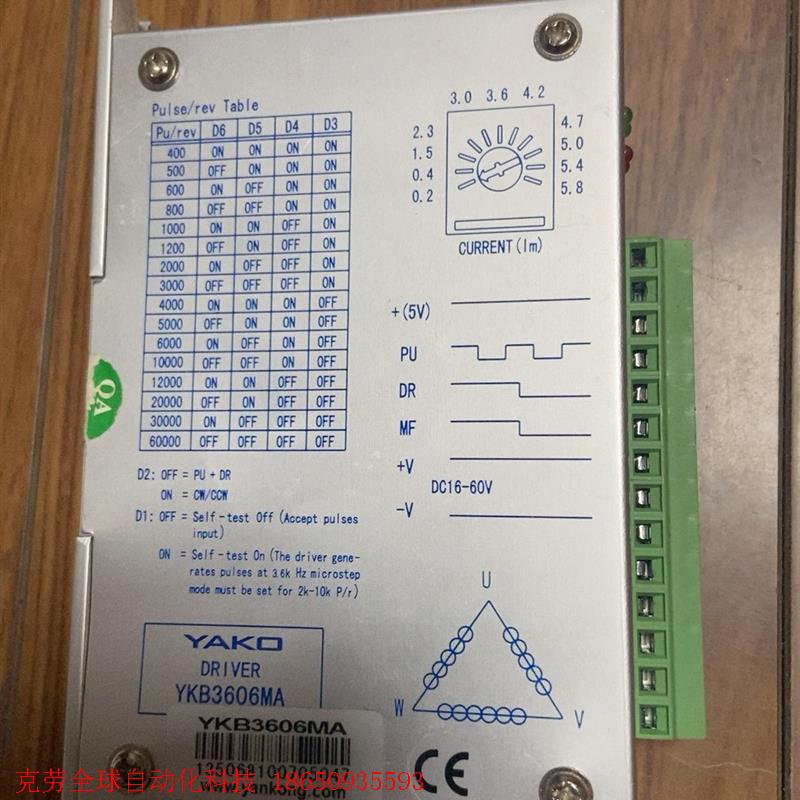 Pulse/rev Table
Pu/rev D6 D5 D4 D3
400 ON ON ON ON
500 OFF ON ON ON
600 ON OFF ON ON
800 OFF OFF ON ON
1000 ON ON OFF ON
1200 OFF ON OFF ON
2000 ON OFF OFF ON
3000 OFF OFF OFF ON
4000 ON ON ON OFF
5000 OFF ON ON OFF
6000 ON OFF ON OFF
10000 OFF OFF ON OFF
12000 ON ON OFF OFF
20000 OFF ON OFF OFF
30000 ON OFF OFF OFF
60000 OFF OFF OFF OFF
D2: OFF = PU + DR
ON = CW/CCW
D1: OFF = Self-test Off (Accept pulses
input)
ON = Self-test On (The driver gene-
rates pulses at 3.6k Hz microstep
mode must be set for 2k-10k P/r)
YAKO
DRIVER
YKB3606MA
YKB3606MA
3.0 3.6 4.2
2.3 4.7
1.5 5.0
0.4 5.4
0.2 5.8
CURRENT(Im)
+(5V)
PU
DR
MF
+V
DC16-60V
-V
U
W V
CE
QA
克劳全球自动化科技 18650935593